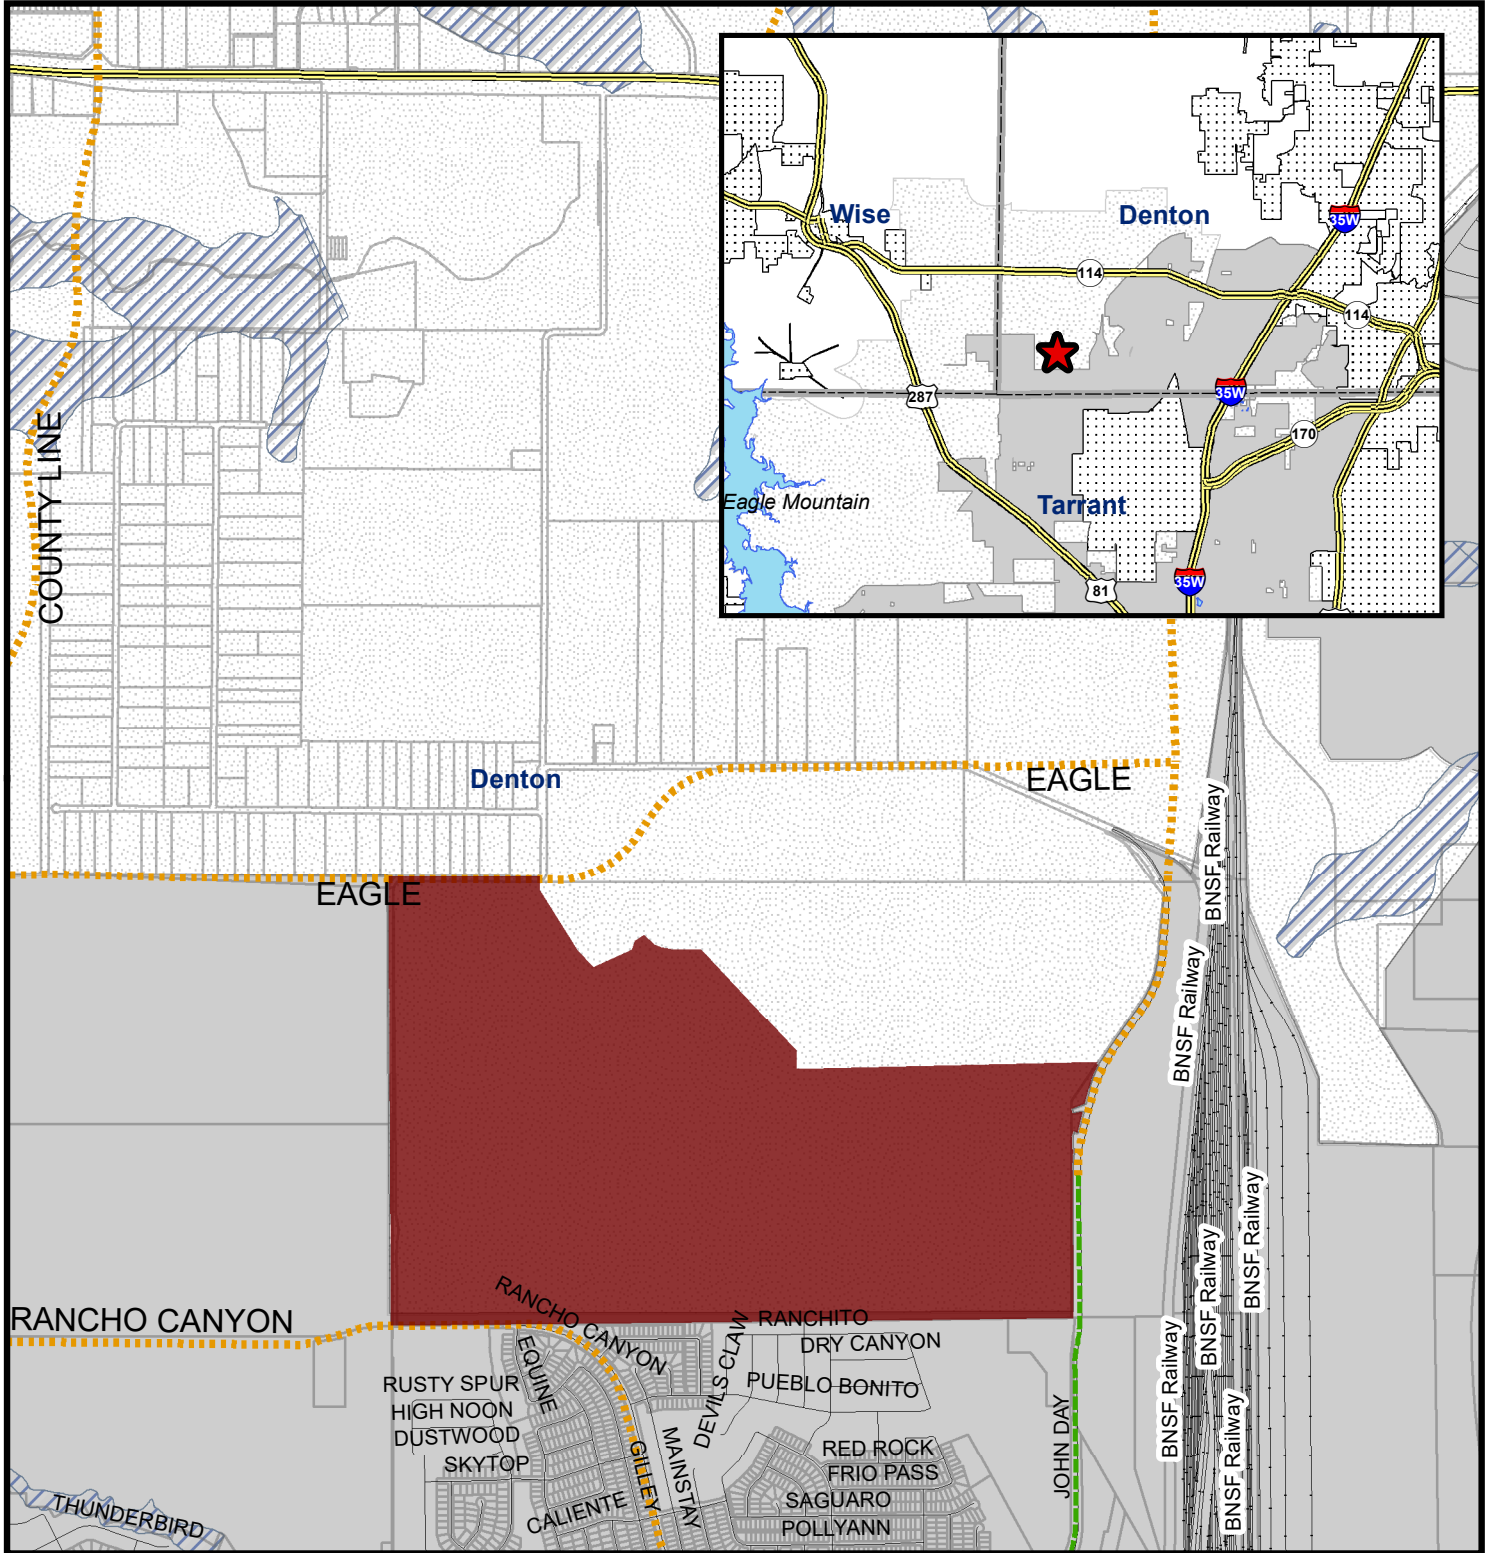 Wise
Denton
35W
114
114
287
35W
170
Eagle Mountain
Tarrant
81
35W
COUNTY LINE
Denton
EAGLE
EAGLE
BNSF Railway
BNSF Railway
BNSF Railway
BNSF Railway
BNSF Railway
BNSF Railway
RANCHO CANYON
RANCHO CANYON
RANCHITO
DRY CANYON
EQUINE
DEVILS CLAW
PUEBLO BONITO
RUSTY SPUR
HIGH NOON
DUSTWOOD
SKYTOP
GILLEY
MAINSTAY
JOHN DAY
RED ROCK
FRIO PASS
SAGUARO
POLLYANN
CALIENTE
THUNDERBIRD